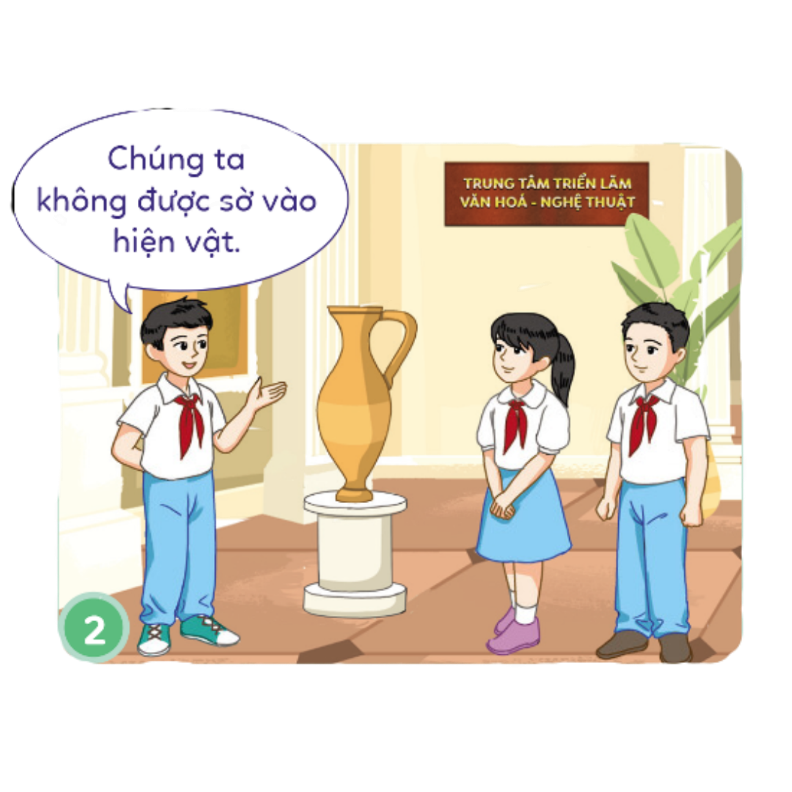 Chúng ta
không được sờ vào
hiện vật.
TRUNG TÂM TRIỂN LÃM
VĂN HOÁ - NGHỆ THUẬT
2